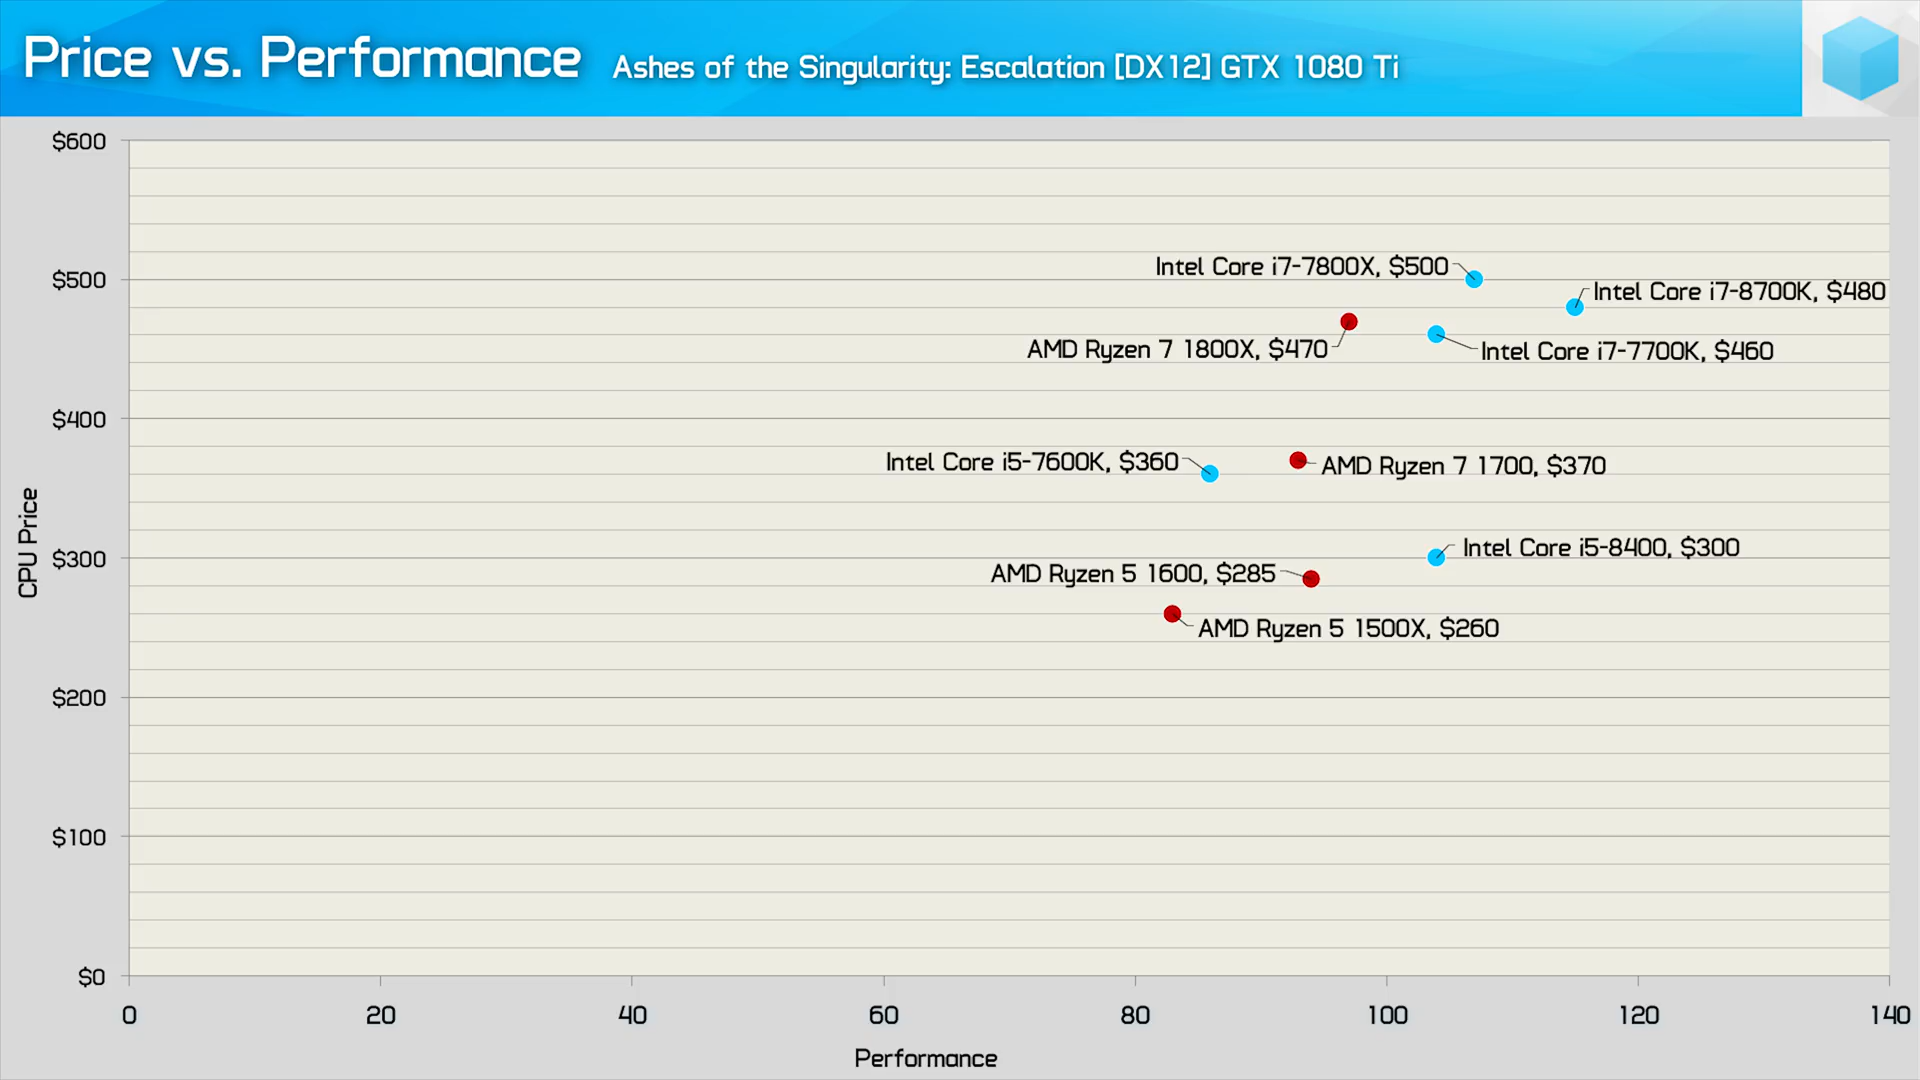 Price vs. Performance Ashes of the Singularity: Escalation [DX12] GTX 1080 Ti
$600
$500
$400
$300
$200
$100
$0
CPU Price
Intel Core i7-7800X, $500
Intel Core i7-8700K, $480
AMD Ryzen 7 1800X, $470
Intel Core i7-7700K, $460
Intel Core i5-7600K, $360
AMD Ryzen 7 1700, $370
Intel Core i5-8400, $300
AMD Ryzen 5 1600, $285
AMD Ryzen 5 1500X, $260
0 20 40 60 80 100 120 140
Performance